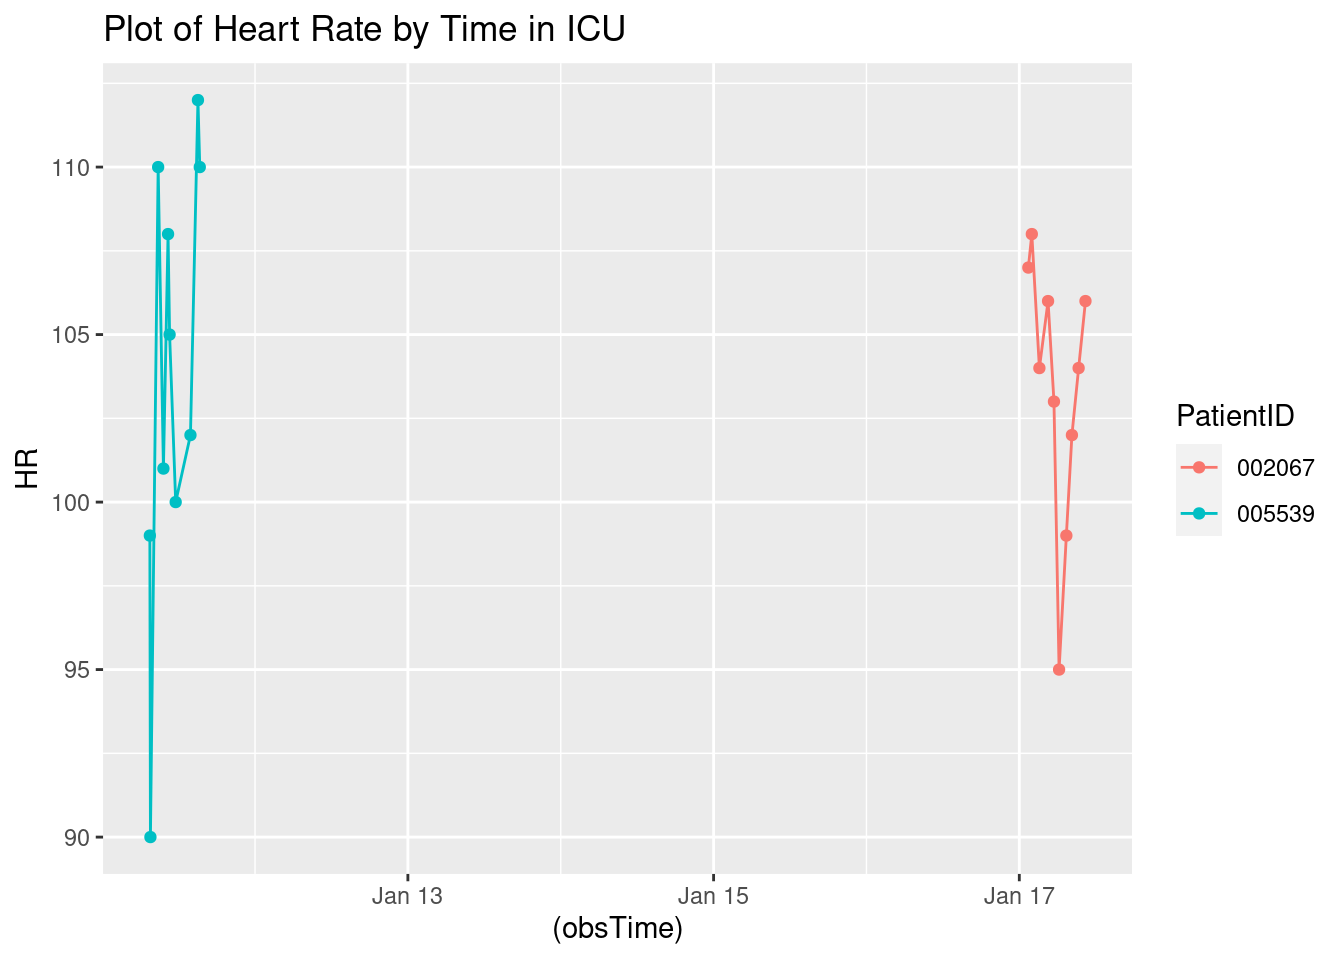 Plot of Heart Rate by Time in ICU
110
105
100
95
90
HR
Jan 13
Jan 15
Jan 17
(obsTime)
PatientID
002067
005539